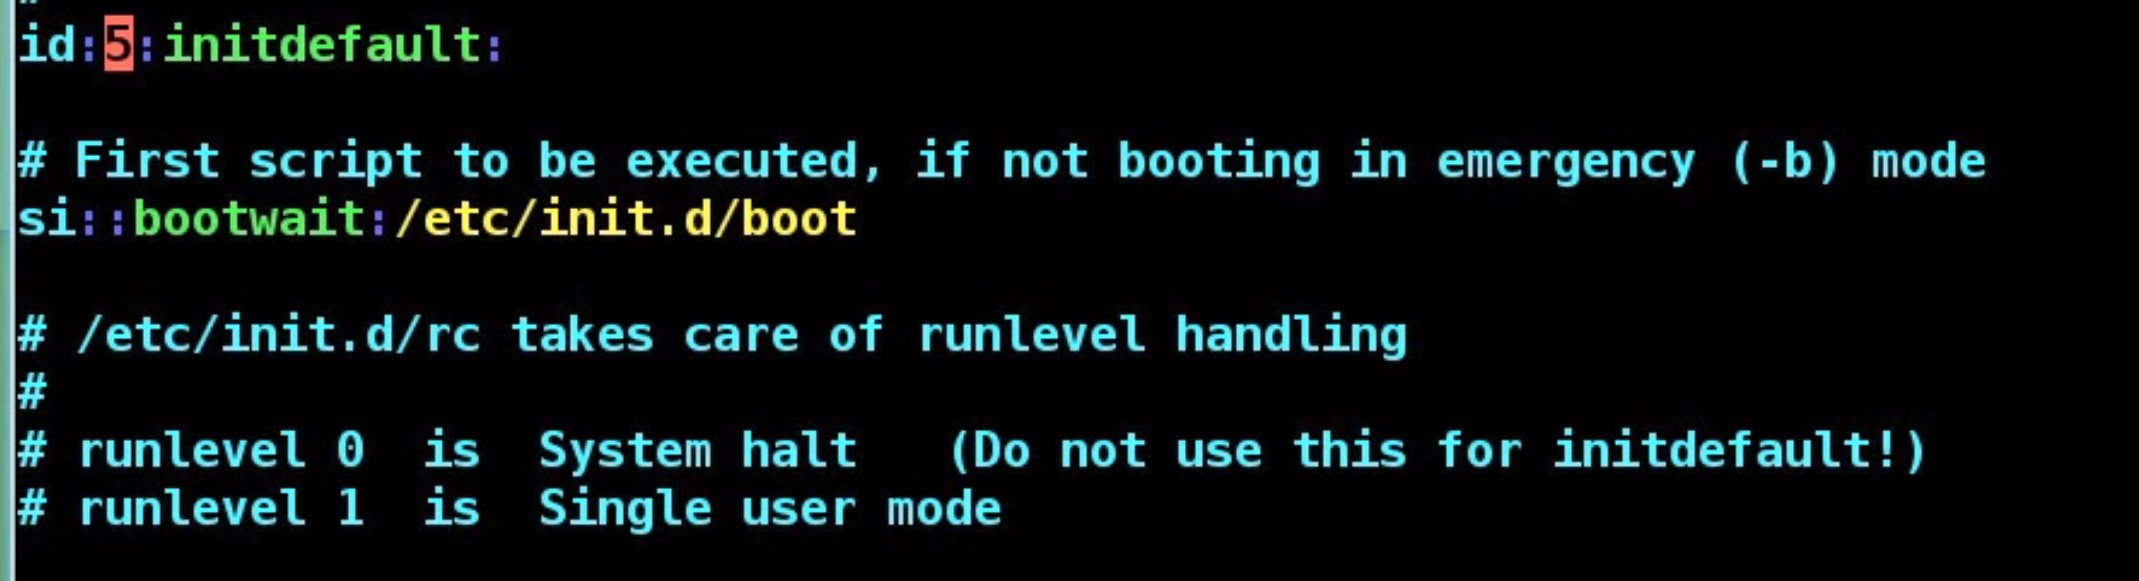 id:5:initdefault:
# First script to be executed, if not booting in emergency (-b) mode
si::bootwait:/etc/init.d/boot
# /etc/init.d/rc takes care of runlevel handling
#
# runlevel 0  is  System halt   (Do not use this for initdefault!)
# runlevel 1  is  Single user mode